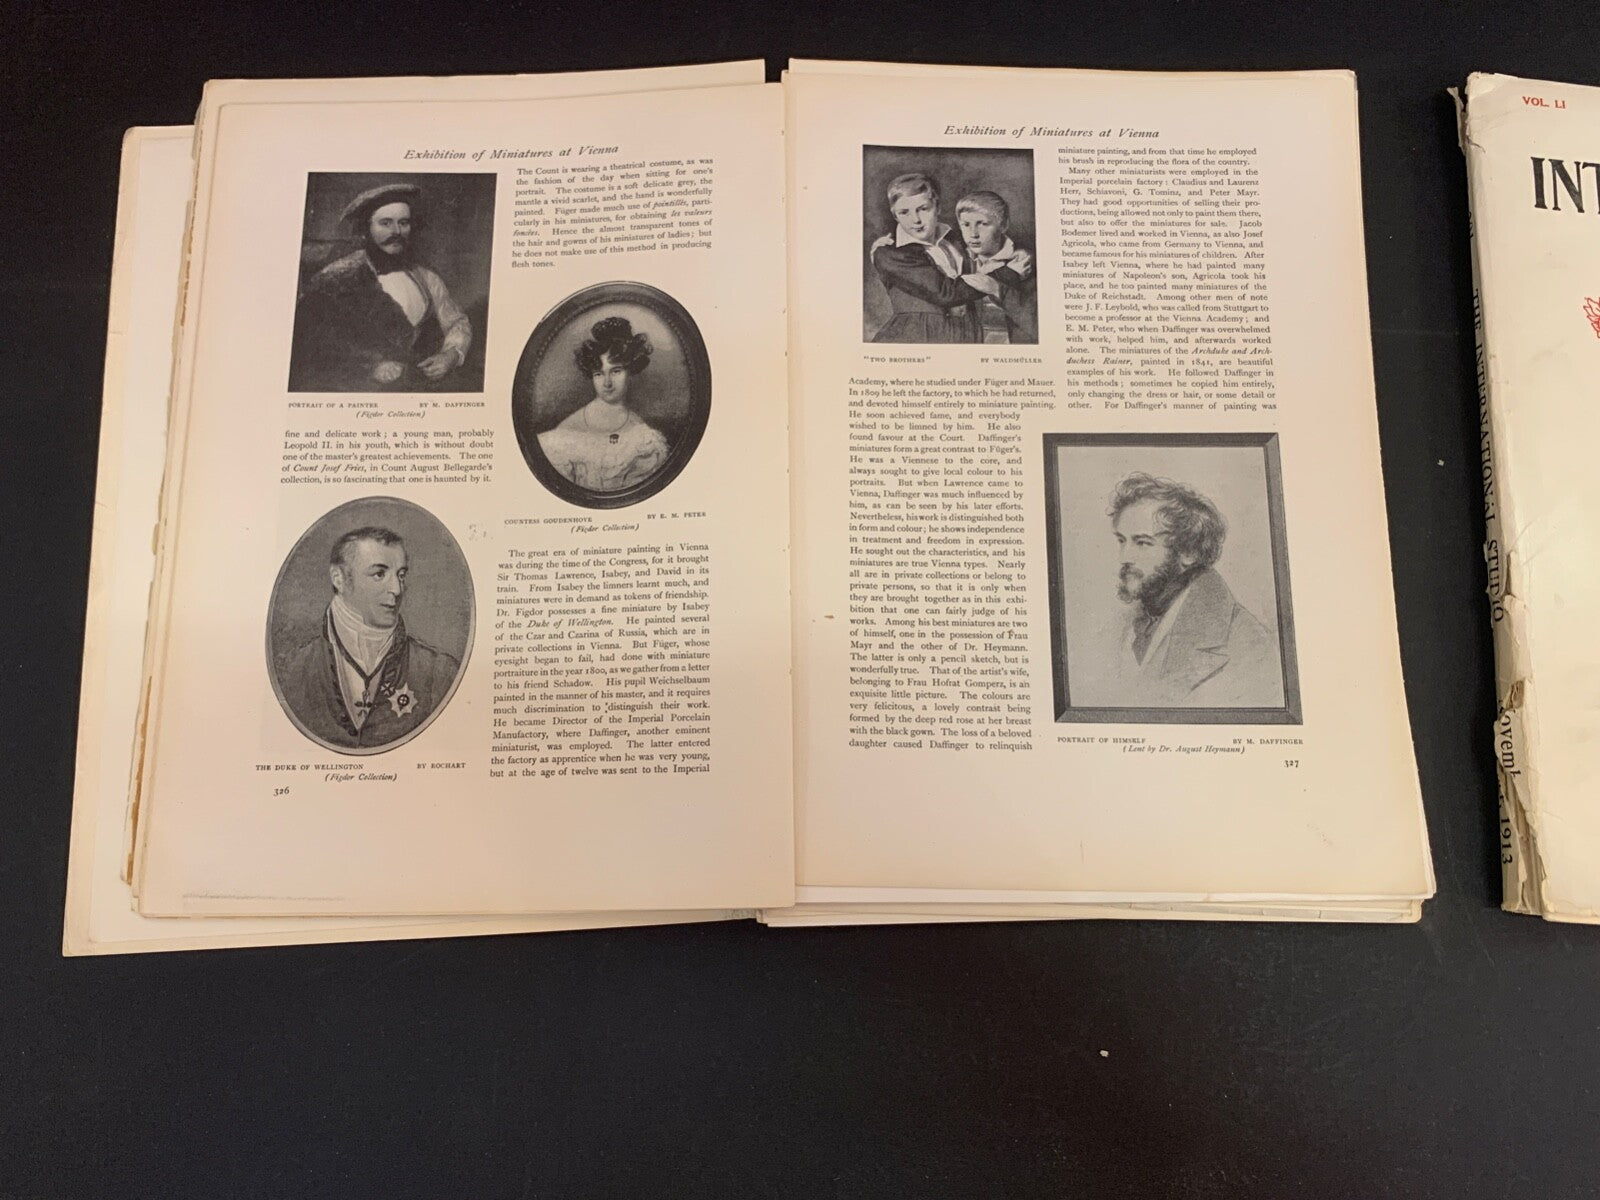 Exhibition of Miniatures at Vienna
PORTRAIT OF A PAINTER BY M. DAFFINGER
(Figdor Collection)
fine and delicate work; a young man, probably
Leopold II. in his youth, which is without doubt
one of the master's greatest achievements. The one
of Count Josef Fries, in Count August Bellegarde's
collection, is so fascinating that one is haunted by it.
THE DUKE OF WELLINGTON BY ROCHART
(Figdor Collection)
326
The Count is wearing a theatrical costume, as was
the fashion of the day when sitting for one's
portrait. The costume is a soft delicate grey, the
mantle a vivid scarlet, and the hand is wonderfully
painted. Füger made much use of pointillés, parti-
cularly in his miniatures, for obtaining les valeurs
foncées. Hence the almost transparent tones of
the hair and gowns of his miniatures of ladies; but
he does not make use of this method in producing
flesh tones.
COUNTESS GOUDENHOVE BY E. M. PETER
(Figdor Collection)
The great era of miniature painting in Vienna
was during the time of the Congress, for it brought
Sir Thomas Lawrence, Isabey, and David in its
train. From Isabey the limners learnt much, and
miniatures were in demand as tokens of friendship.
Dr. Figdor possesses a fine miniature by Isabey
of the Duke of Wellington. He painted several
of the Czar and Czarina of Russia, which are in
private collections in Vienna. But Füger, whose
eyesight began to fail, had done with miniature
portraiture in the year 1800, as we gather from a letter
to his friend Schadow. His pupil Weichselbaum
painted in the manner of his master, and it requires
much discrimination to distinguish their work.
He became Director of the Imperial Porcelain
Manufactory, where Daffinger, another eminent
miniaturist, was employed. The latter entered
the factory as apprentice when he was very young,
but at the age of twelve was sent to the Imperial
Exhibition of Miniatures at Vienna
"TWO BROTHERS" BY WALDMÜLLER
Academy, where he studied under Füger and Maurer.
In 1809 he left the factory, to which he had returned,
and devoted himself entirely to miniature painting.
He soon achieved fame, and everybody
wished to be limned by him. He also
found favour at the Court. Daffinger's
miniatures form a great contrast to Füger's.
He was a Viennese to the core, and
always sought to give local colour to his
portraits. But when Lawrence came to
Vienna, Daffinger was much influenced by
him, as can be seen by his later efforts.
Nevertheless, his work is distinguished both
in form and colour; he shows independence
in treatment and freedom in expression.
He sought out the characteristics, and his
miniatures are true Vienna types. Nearly
all are in private collections or belong to
private persons, so that it is only when
they are brought together as in this exhi-
bition that one can fairly judge of his
works. Among his best miniatures are two
of himself, one in the possession of Frau
Mayr and the other of Dr. Heymann.
The latter is only a pencil sketch, but is
wonderfully true. That of the artist's wife,
belonging to Frau Hofrat Gomperz, is an
exquisite little picture. The colours are
very felicitous, a lovely contrast being
formed by the deep red rose at her breast
with the black gown. The loss of a beloved
daughter caused Daffinger to relinquish
miniature painting, and from that time he employed
his brush in reproducing the flora of the country.
Many other miniaturists were employed in the
Imperial porcelain factory: Claudius and Laurenz
Herr, Schiavoni, G. Tominz, and Peter Mayr.
They had good opportunities of selling their pro-
ductions, being allowed not only to paint them there,
but also to offer the miniatures for sale. Jacob
Bodemer lived and worked in Vienna, as also Josef
Agricola, who came from Germany to Vienna, and
became famous for his miniatures of children. After
Isabey left Vienna, where he had painted many
miniatures of Napoleon's son, Agricola took his
place, and he too painted many miniatures of the
Duke of Reichstadt. Among other men of note
were J. F. Leybold, who was called from Stuttgart to
become a professor at the Vienna Academy; and
E. M. Peter, who when Daffinger was overwhelmed
with work, helped him, and afterwards worked
alone. The miniatures of the Archduke and Arch-
duchess Rainer, painted in 1841, are beautiful
examples of his work. He followed Daffinger in
his methods; sometimes he copied him entirely,
only changing the dress or hair, or some detail or
other. For Daffinger's manner of painting was
PORTRAIT OF HIMSELF BY M. DAFFINGER
(Lent by Dr. August Heymann)
327
THE INTERNATIONAL STUDIO
1913
VOL. LI
INT